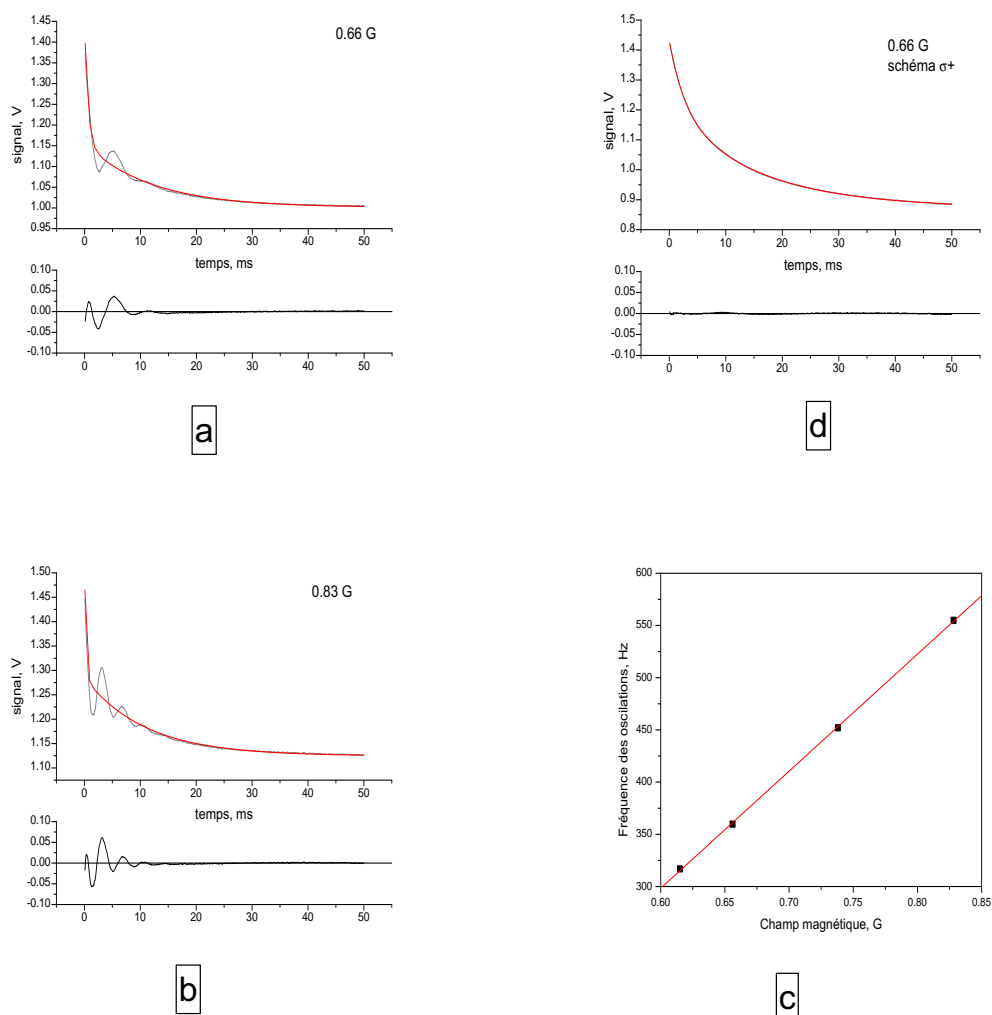 1.45
1.40
1.35
1.30
1.25
1.20
1.15
1.10
1.05
1.00
0.95
signal, V
0.66 G
0 10 20 30 40 50
temps, ms
0.10
0.05
0.00
-0.05
-0.10
0 10 20 30 40 50
a
1.5
1.4
1.3
1.2
1.1
1.0
0.9
0.8
signal, V
0.66 G
schéma σ+
0 10 20 30 40 50
temps, ms
0.10
0.05
0.00
-0.05
-0.10
0 10 20 30 40 50
d
1.50
1.45
1.40
1.35
1.30
1.25
1.20
1.15
1.10
signal, V
0.83 G
0 10 20 30 40 50
temps, ms
0.10
0.05
0.00
-0.05
-0.10
0 10 20 30 40 50
b
600
550
500
450
400
350
300
Fréquence des oscilations, Hz
0.60 0.65 0.70 0.75 0.80 0.85
Champ magnétique, G
c